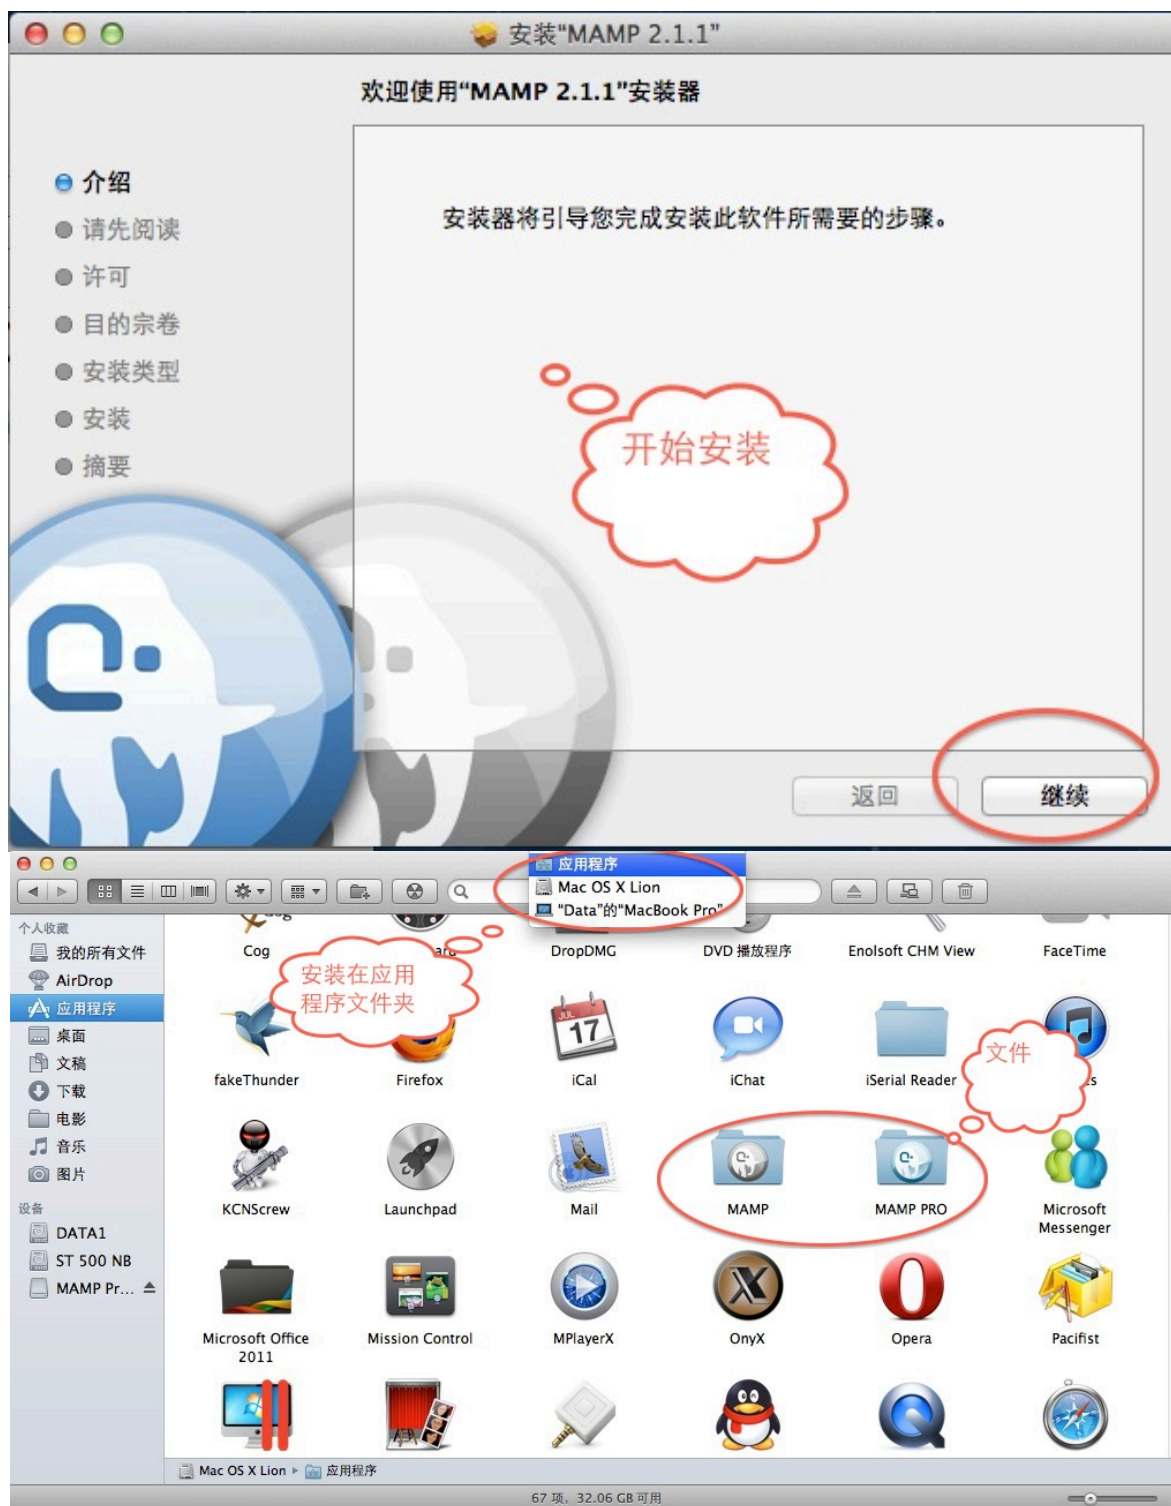 安装“MAMP 2.1.1”
欢迎使用“MAMP 2.1.1”安装器
介绍
请先阅读
许可
目的宗卷
安装类型
安装
摘要
安装器将引导您完成安装此软件所需要的步骤。
开始安装
返回
继续
应用程序
Mac OS X Lion
“Data”的“MacBook Pro”
个人收藏
我的所有文件
AirDrop
应用程序
桌面
文稿
下载
电影
音乐
图片
设备
DATA1
ST 500 NB
MAMP Pr...
Cog
DropDMG
DVD 播放程序
Enolsoft CHM View
FaceTime
安装在应用
程序文件夹
文件
JUL
17
fakeThunder
Firefox
iCal
iChat
iSerial Reader
KCNScrew
Launchpad
Mail
MAMP
MAMP PRO
Microsoft
Messenger
Microsoft Office
2011
Mission Control
MPlayerX
OnyX
Opera
Pacifist
Mac OS X Lion
应用程序
67 项，32.06 GB 可用